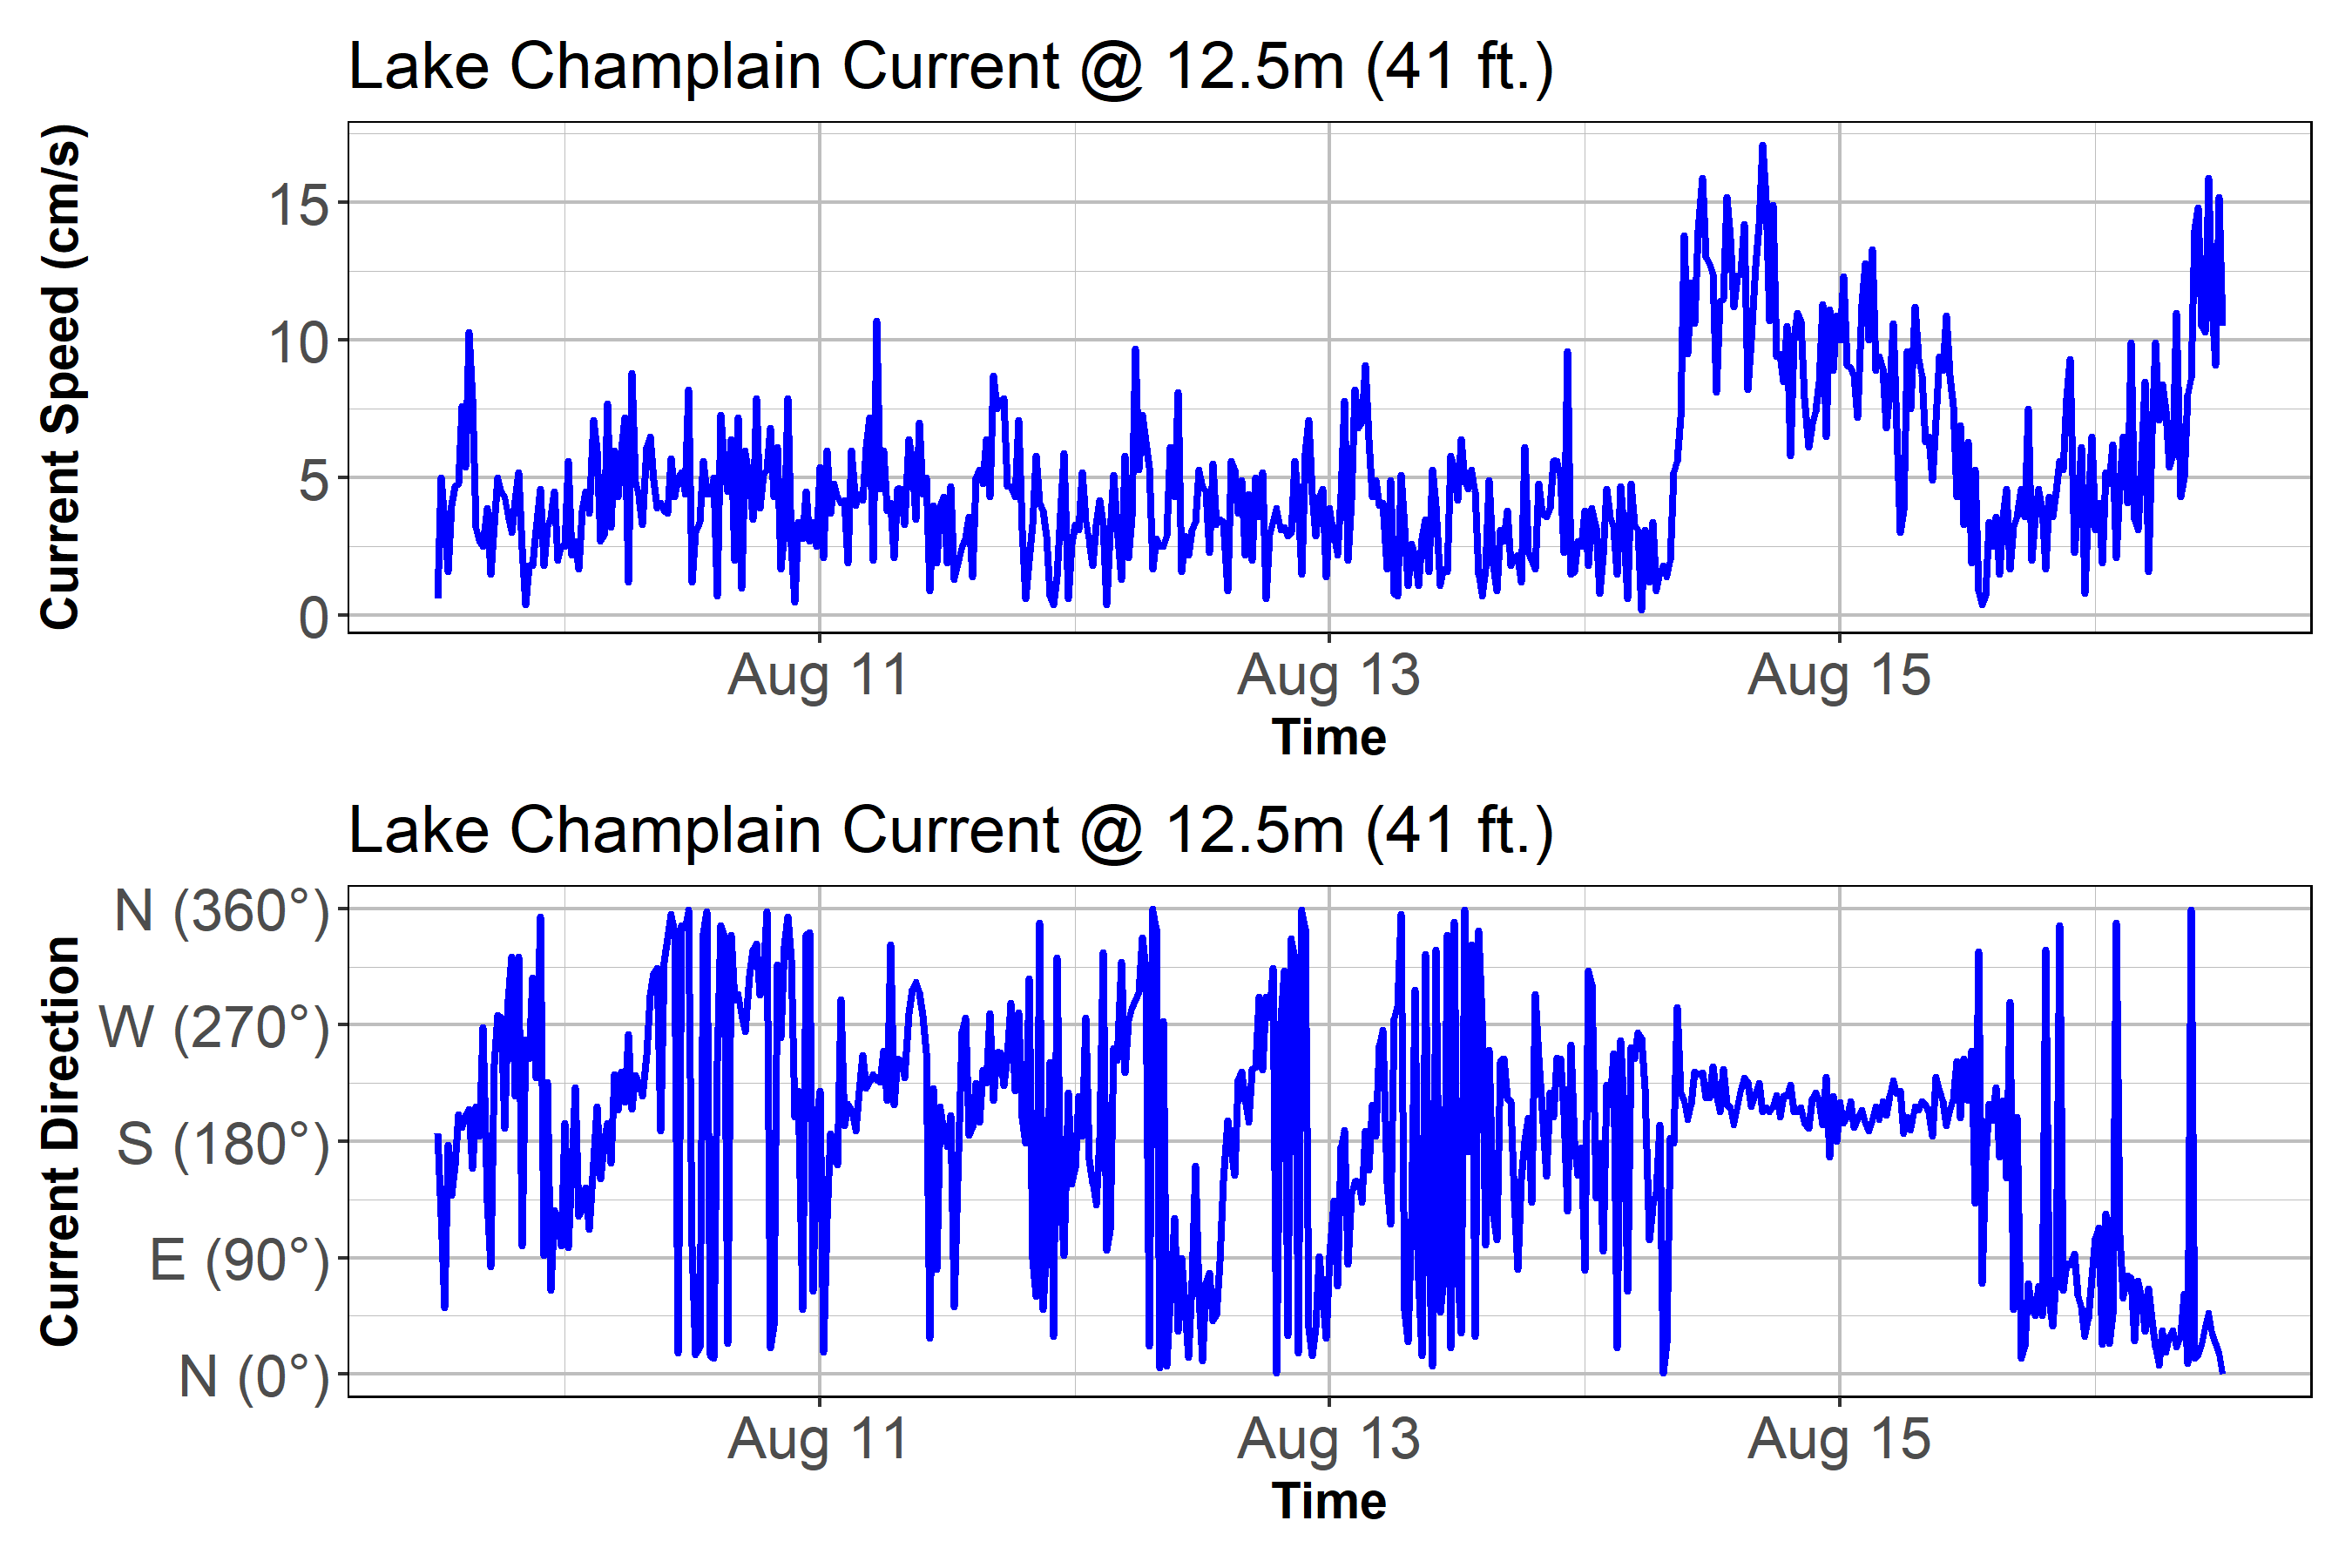 Lake Champlain Current @ 12.5m (41 ft.)
Current Speed (cm/s)
15
10
5
0
Aug 11 Aug 13 Aug 15
Time
Lake Champlain Current @ 12.5m (41 ft.)
Current Direction
N (360°)
W (270°)
S (180°)
E (90°)
N (0°)
Aug 11 Aug 13 Aug 15
Time